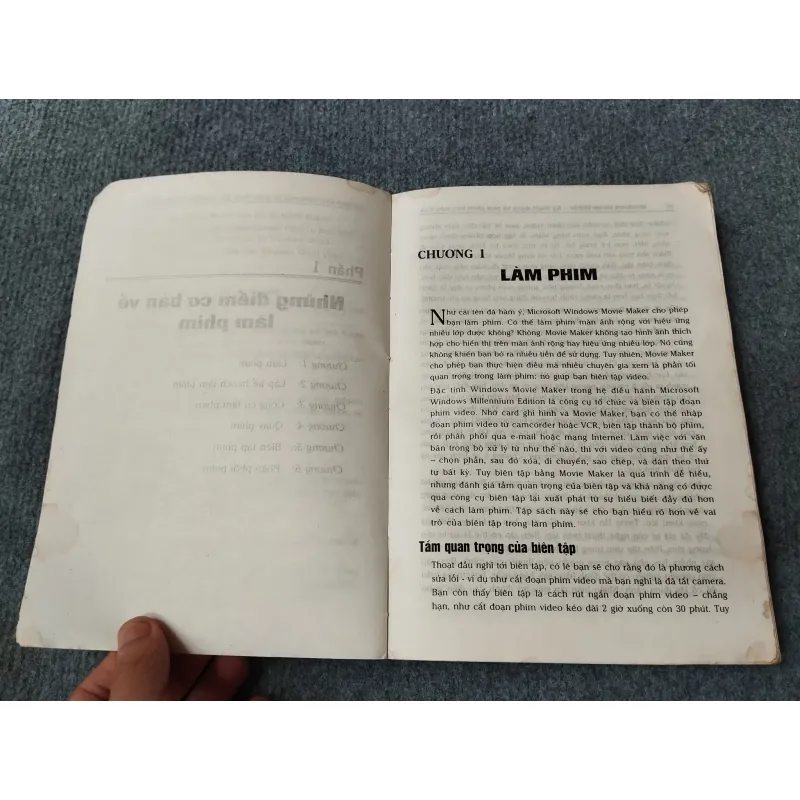 Phần 1
Những điểm cơ bản về
làm phim
Chương 1: Làm phim
Chương 2: Lập kế hoạch làm phim
Chương 3: Công cụ làm phim
Chương 4: Quay phim
Chương 5: Biên tập phim
Chương 6: Phân phối phim
CHƯƠNG 1
LÀM PHIM
Như cái tên đã hàm ý, Microsoft Windows Movie Maker cho phép
bạn làm phim. Có thể làm phim màn ảnh rộng với hiệu ứng
nhiều lớp được không? Không. Movie Maker không tạo hình ảnh thích
hợp cho hiển thị trên màn ảnh rộng hay hiệu ứng nhiều lớp. Nó cũng
không khiến bạn bỏ ra nhiều tiền để sử dụng. Tuy nhiên, Movie Maker
cho phép bạn thực hiện điều mà nhiều chuyên gia xem là phần tối
quan trọng trong làm phim: nó giúp bạn biên tập video.
Đặc tính Windows Movie Maker trong hệ điều hành Microsoft
Windows Millennium Edition là công cụ tổ chức và biên tập đoạn
phim video. Nhờ card ghi hình và Movie Maker, bạn có thể nhập
đoạn phim video từ camcorder hoặc VCR, biên tập thành bộ phim,
rồi phân phối qua e-mail hoặc mạng Internet. Làm việc với văn
bản trong bộ xử lý từ như thế nào, thì với video cũng như thế ấy
– chọn phần, sau đó xóa, di chuyển, sao chép, và dán theo thứ
tự bất kỳ. Tuy biên tập bằng Movie Maker là quá trình dễ hiểu,
nhưng đánh giá tầm quan trọng của biên tập và khả năng có được
qua công cụ biên tập lại xuất phát từ sự hiểu biết đầy đủ hơn
về cách làm phim. Tập sách này sẽ cho bạn hiểu rõ hơn về vai
trò của biên tập trong làm phim.
Tầm quan trọng của biên tập
Thoạt đầu nghĩ tới biên tập, có lẽ bạn sẽ cho rằng đó là phương cách
sửa lỗi - ví dụ như cắt đoạn phim video mà bạn nghĩ là đã tắt camera.
Bạn còn thấy biên tập là cách rút ngắn đoạn phim video – chẳng
hạn, như cắt đoạn phim video kéo dài 2 giờ xuống còn 30 phút. Tuy